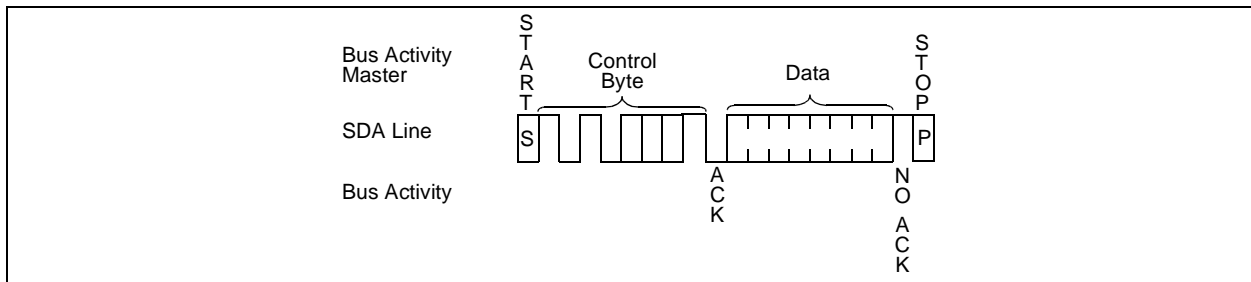 START
STOP
Bus Activity
Master
Control
Byte
Data
SDA Line
S
P
Bus Activity
ACK
NO ACK